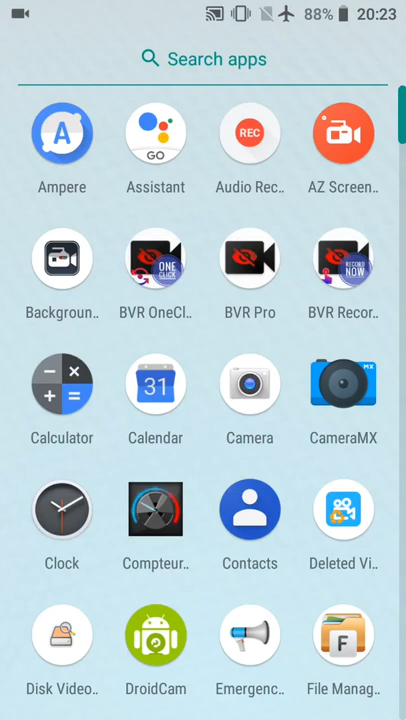 88% 20:23
Search apps
A
GO
REC
Ampere Assistant Audio Rec.. AZ Screen..
ONE
CLICK
RECORD
NOW
Backgroun.. BVR OneCl.. BVR Pro BVR Recor..
31
MX
Calculator Calendar Camera CameraMX
Clock Compteur.. Contacts Deleted Vi..
F
Disk Video.. DroidCam Emergenc.. File Manag..